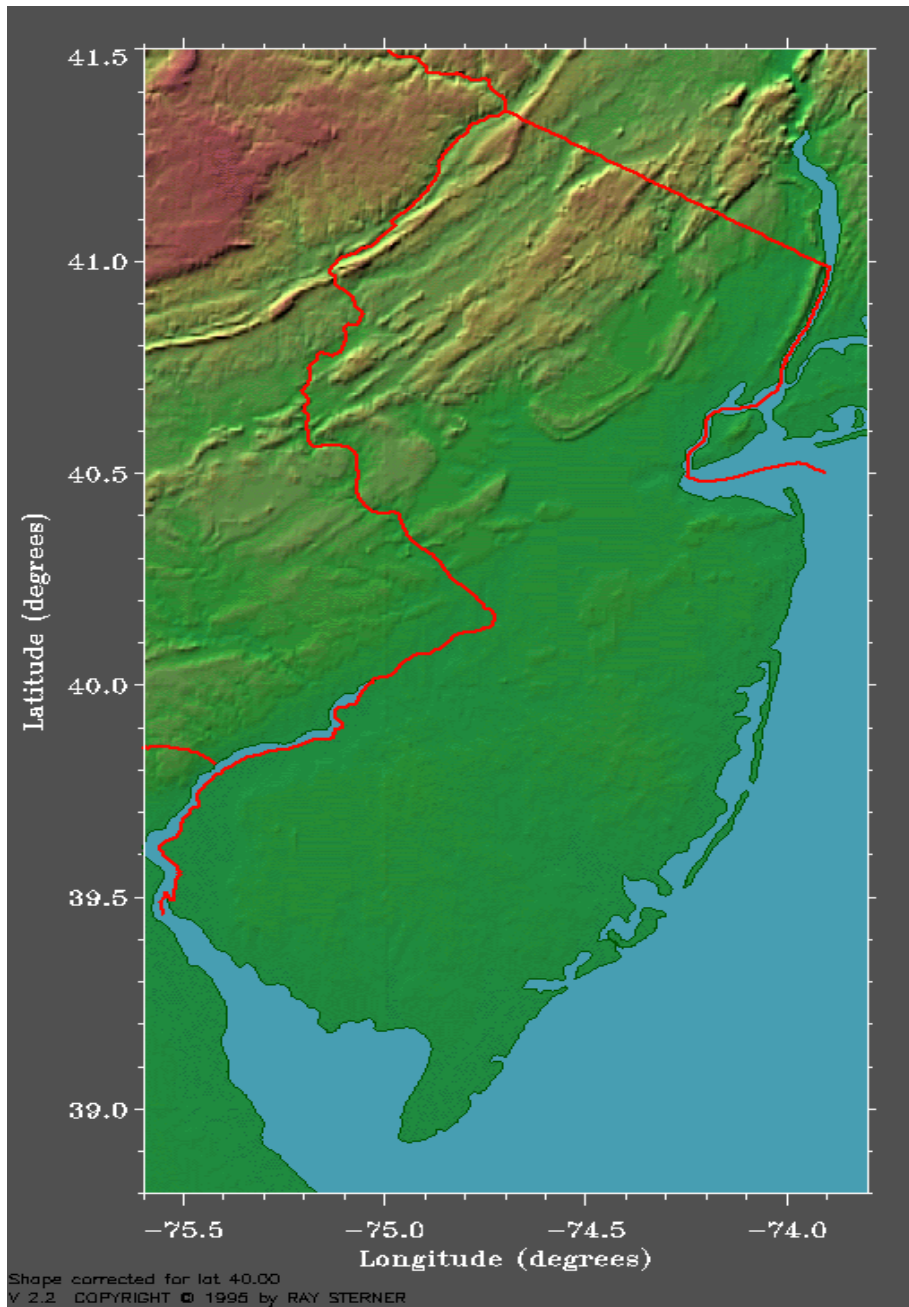 41.5
41.0
40.5
40.0
39.5
39.0
Latitude (degrees)
-75.5 -75.0 -74.5 -74.0
Longitude (degrees)
Shape corrected for lat 40.00
V 2.2 COPYRIGHT © 1995 by RAY STERNER